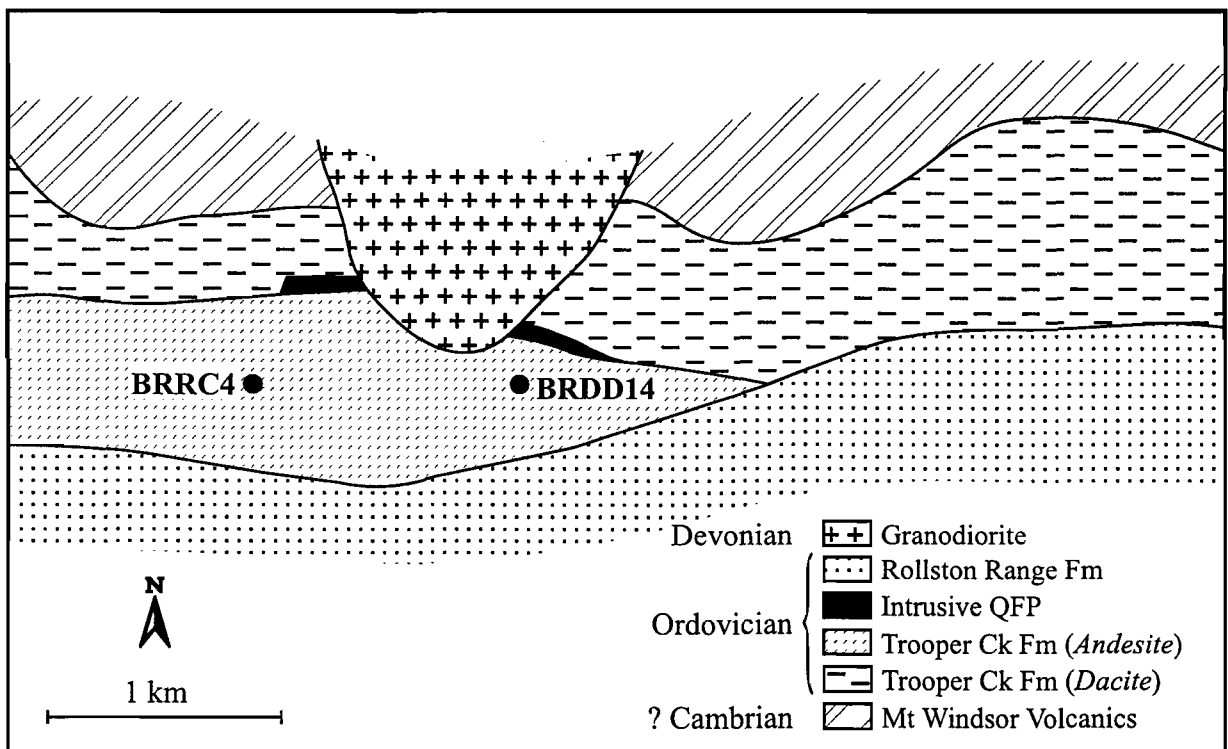 BRRC4
BRDD14
N
1 km
Devonian
Granodiorite
Rollston Range Fm
Ordovician
Intrusive QFP
Trooper Ck Fm (Andesite)
Trooper Ck Fm (Dacite)
? Cambrian
Mt Windsor Volcanics